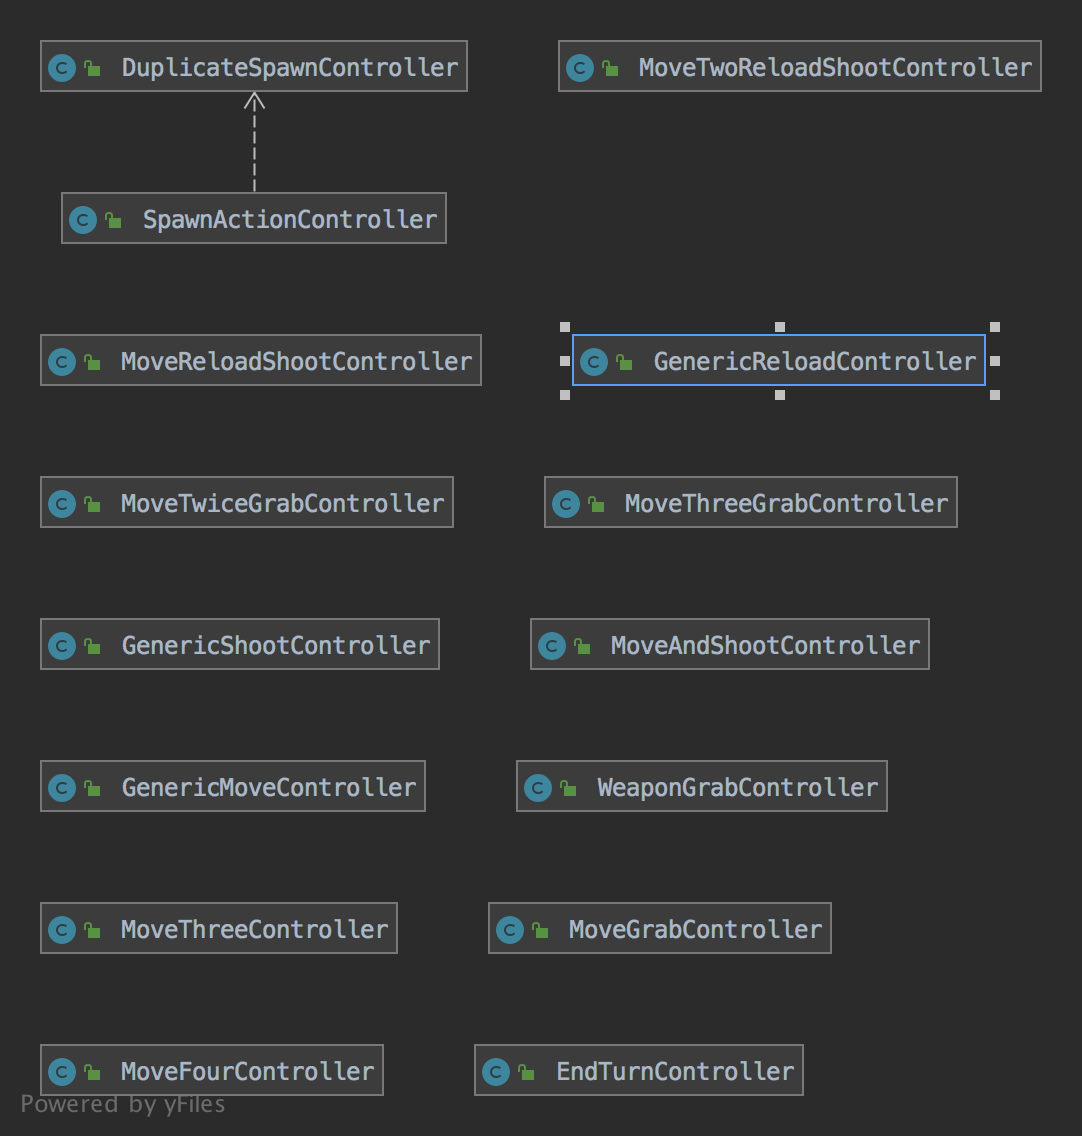 DuplicateSpawnController
MoveTwoReloadShootController
SpawnActionController
MoveReloadShootController
GenericReloadController
MoveTwiceGrabController
MoveThreeGrabController
GenericShootController
MoveAndShootController
GenericMoveController
WeaponGrabController
MoveThreeController
MoveGrabController
MoveFourController
EndTurnController
Powered by yFiles